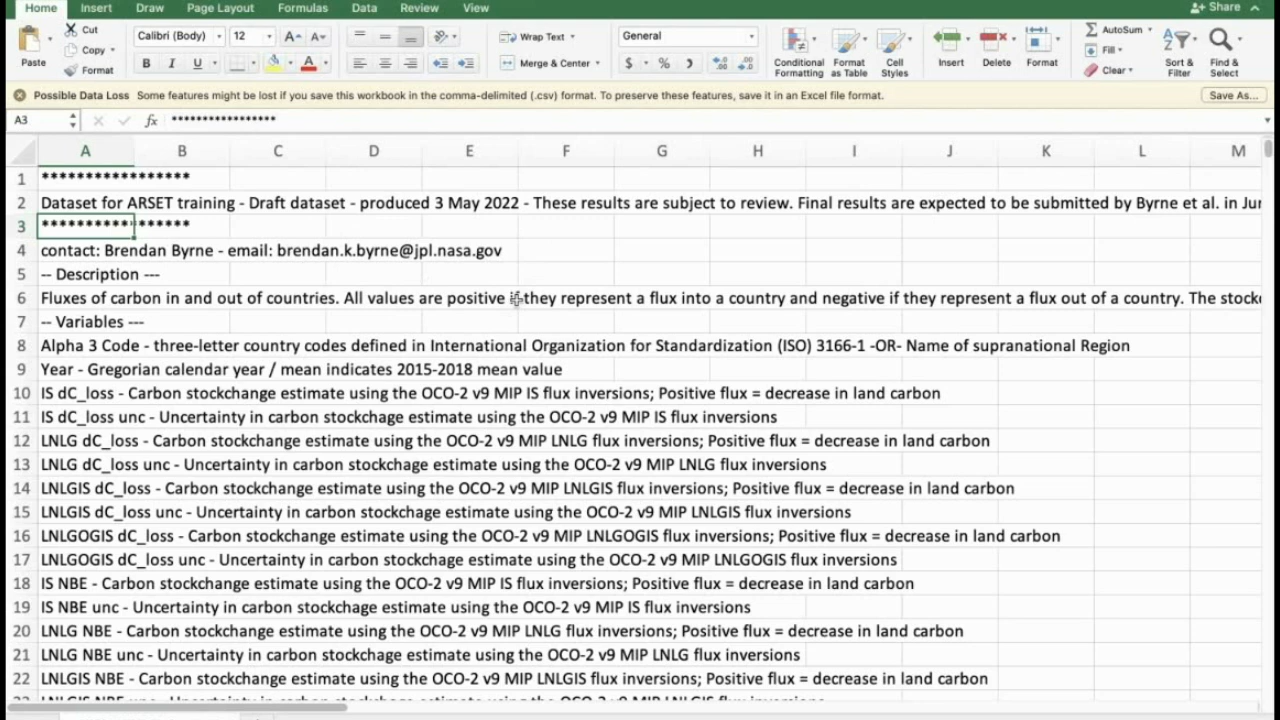 Home Insert Draw Page Layout Formulas Data Review View Share
Cut
Copy
Format
Paste
Calibri (Body) 12 A A
B I U A
Wrap Text
Merge & Center
General
$ % )
Conditional Formatting
Format as Table
Cell Styles
Insert Delete Format
AutoSum
Fill
Clear
Sort & Filter
Find & Select
Possible Data Loss Some features might be lost if you save this workbook in the comma-delimited (.csv) format. To preserve these features, save it in an Excel file format. Save As...
A3 fx *****************
A B C D E F G H I J K L M
1 *****************
2 Dataset for ARSET training - Draft dataset - produced 3 May 2022 - These results are subject to review. Final results are expected to be submitted by Byrne et al. in Jun
3 *****************
4 contact: Brendan Byrne - email: brendan.k.byrne@jpl.nasa.gov
5 -- Description ---
6 Fluxes of carbon in and out of countries. All values are positive if they represent a flux into a country and negative if they represent a flux out of a country. The stock
7 -- Variables ---
8 Alpha 3 Code - three-letter country codes defined in International Organization for Standardization (ISO) 3166-1 -OR- Name of supranational Region
9 Year - Gregorian calendar year / mean indicates 2015-2018 mean value
10 IS dC_loss - Carbon stockchange estimate using the OCO-2 v9 MIP IS flux inversions; Positive flux = decrease in land carbon
11 IS dC_loss unc - Uncertainty in carbon stockchage estimate using the OCO-2 v9 MIP IS flux inversions
12 LNLG dC_loss - Carbon stockchange estimate using the OCO-2 v9 MIP LNLG flux inversions; Positive flux = decrease in land carbon
13 LNLG dC_loss unc - Uncertainty in carbon stockchage estimate using the OCO-2 v9 MIP LNLG flux inversions
14 LNLGIS dC_loss - Carbon stockchange estimate using the OCO-2 v9 MIP LNLGIS flux inversions; Positive flux = decrease in land carbon
15 LNLGIS dC_loss unc - Uncertainty in carbon stockchage estimate using the OCO-2 v9 MIP LNLGIS flux inversions
16 LNLGOGIS dC_loss - Carbon stockchange estimate using the OCO-2 v9 MIP LNLGOGIS flux inversions; Positive flux = decrease in land carbon
17 LNLGOGIS dC_loss unc - Uncertainty in carbon stockchage estimate using the OCO-2 v9 MIP LNLGOGIS flux inversions
18 IS NBE - Carbon stockchange estimate using the OCO-2 v9 MIP IS flux inversions; Positive flux = decrease in land carbon
19 IS NBE unc - Uncertainty in carbon stockchage estimate using the OCO-2 v9 MIP IS flux inversions
20 LNLG NBE - Carbon stockchange estimate using the OCO-2 v9 MIP LNLG flux inversions; Positive flux = decrease in land carbon
21 LNLG NBE unc - Uncertainty in carbon stockchage estimate using the OCO-2 v9 MIP LNLG flux inversions
22 LNLGIS NBE - Carbon stockchange estimate using the OCO-2 v9 MIP LNLGIS flux inversions; Positive flux = decrease in land carbon